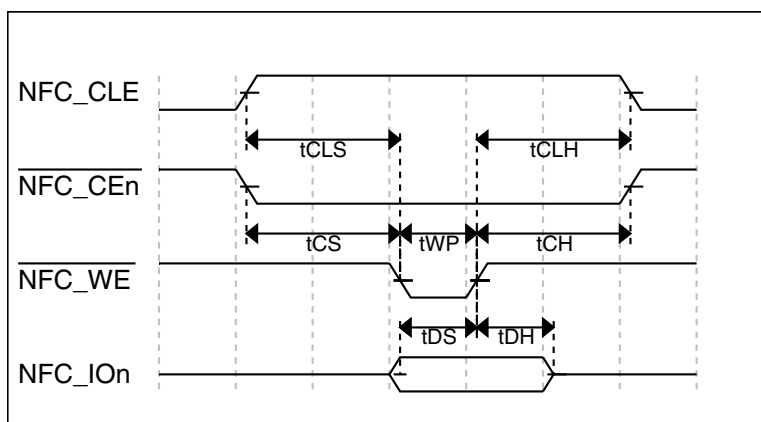 NFC_CLE
tCLS tCLH
NFC_CEn
tCS tWP tCH
NFC_WE
tDS tDH
NFC_IOn